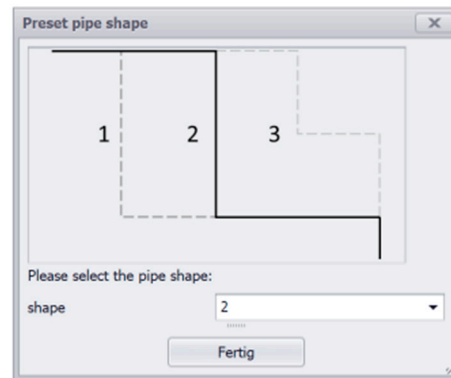 Preset pipe shape
1 2 3
Please select the pipe shape:
shape 2
Fertig